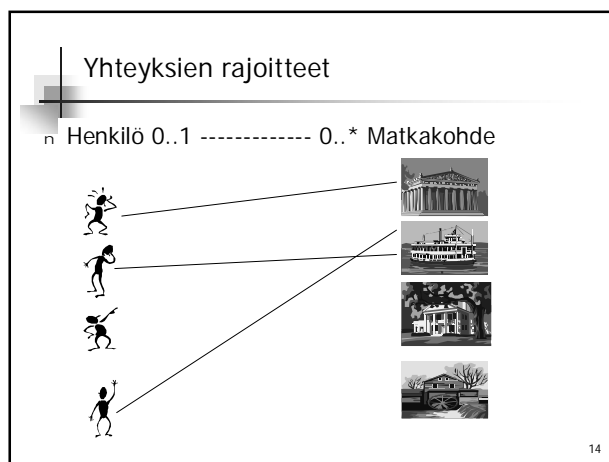 Yhteyksien rajoitteet
n Henkilö 0..1 ------------- 0..* Matkakohde
14